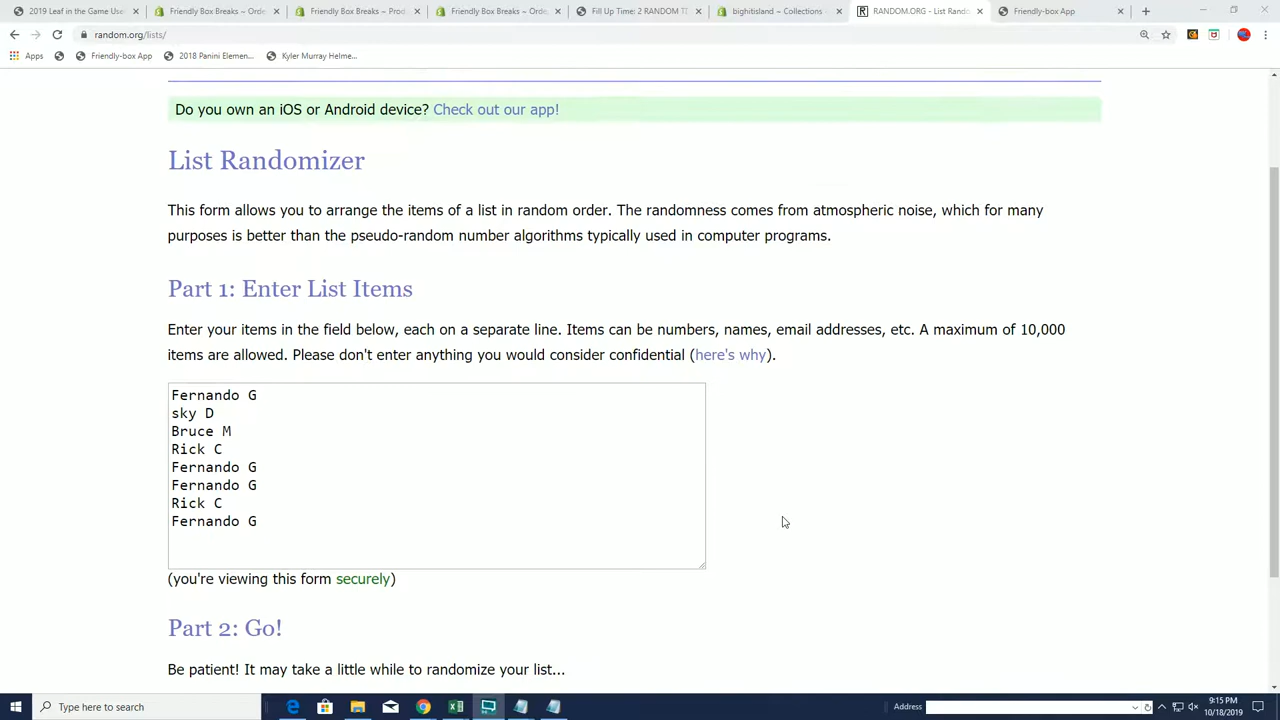 2019 Leaf in the Game Use
Friendly Box Breaks ~ Orde
Friendly Box Breaks ~ Prod
Friendly Box Breaks ~ Orde
Fill Up Time: 2 RANDOM T
bighitisland ~ Collections
RANDOM.ORG - List Rand
Friendly-box App
random.org/lists/
Apps
Friendly-box App
2018 Panini Elemen...
Kyler Murray Helme...
Do you own an iOS or Android device? Check out our app!
List Randomizer
This form allows you to arrange the items of a list in random order. The randomness comes from atmospheric noise, which for many
purposes is better than the pseudo-random number algorithms typically used in computer programs.
Part 1: Enter List Items
Enter your items in the field below, each on a separate line. Items can be numbers, names, email addresses, etc. A maximum of 10,000
items are allowed. Please don't enter anything you would consider confidential (here's why).
Fernando G
sky D
Bruce M
Rick C
Fernando G
Fernando G
Rick C
Fernando G
(you're viewing this form securely)
Part 2: Go!
Be patient! It may take a little while to randomize your list...
Type here to search
Address
9:15 PM
10/18/2019